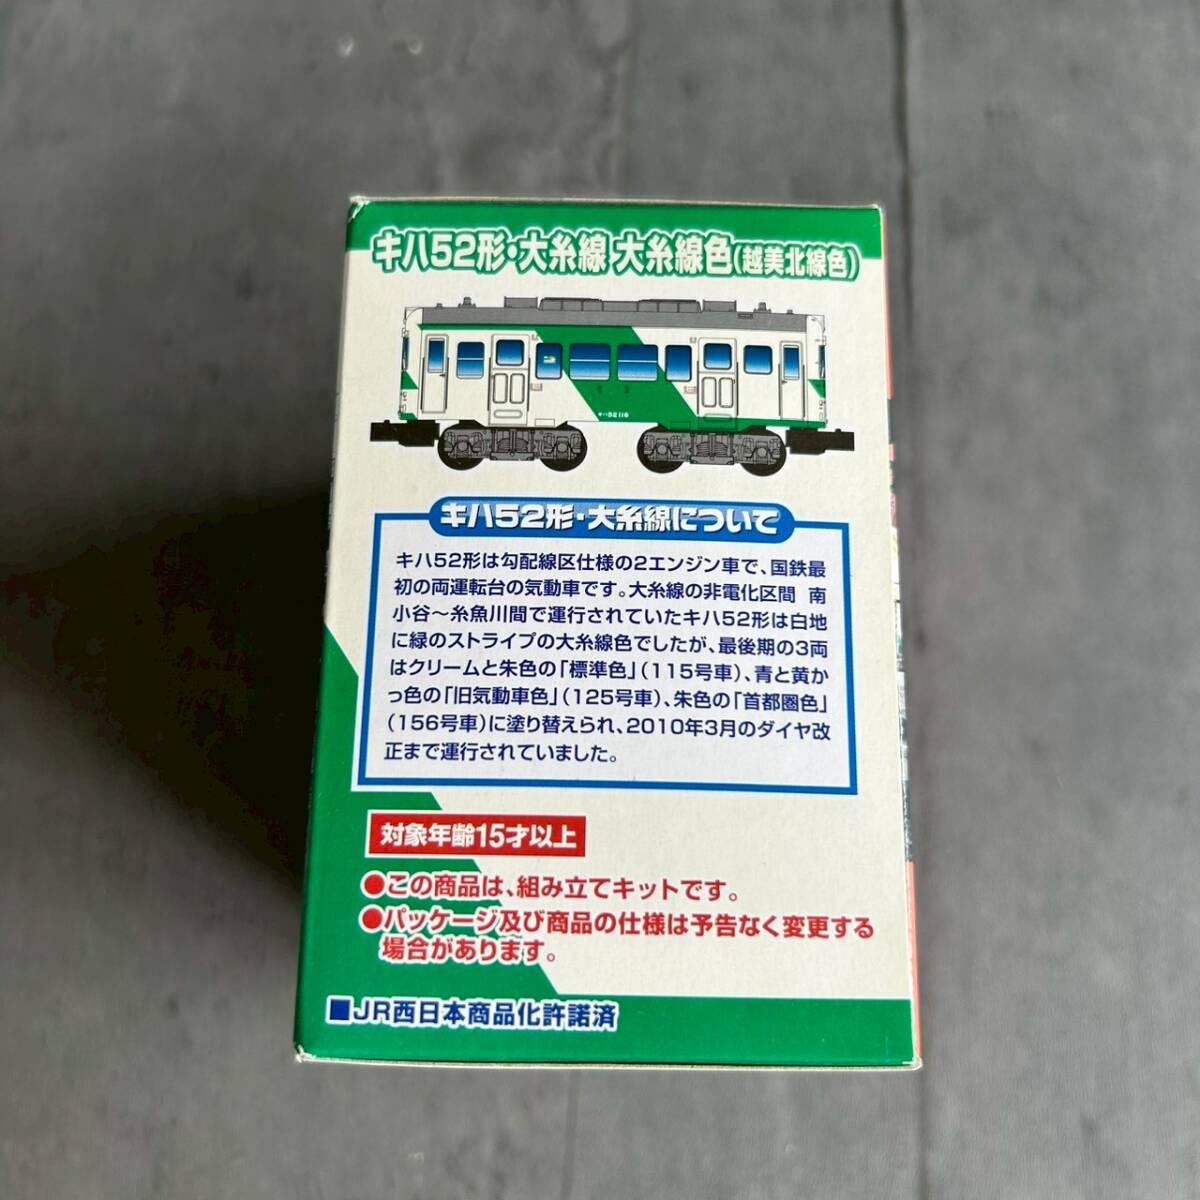 キハ52形・大糸線 大糸線色(越美北線色)
キハ52 116
キハ52形・大糸線について
キハ52形は勾配線区仕様の2エンジン車で、国鉄最
初の両運転台の気動車です。大糸線の非電化区間 南
小谷〜糸魚川間で運行されていたキハ52形は白地
に緑のストライプの大糸線色でしたが、最後期の3両
はクリームと朱色の「標準色」(115号車)、青と黄か
っ色の「旧気動車色」(125号車)、朱色の「首都圏色」
(156号車)に塗り替えられ、2010年3月のダイヤ改
正まで運行されていました。
対象年齢15才以上
●この商品は、組み立てキットです。
●パッケージ及び商品の仕様は予告なく変更する
場合があります。
■JR西日本商品化許諾済